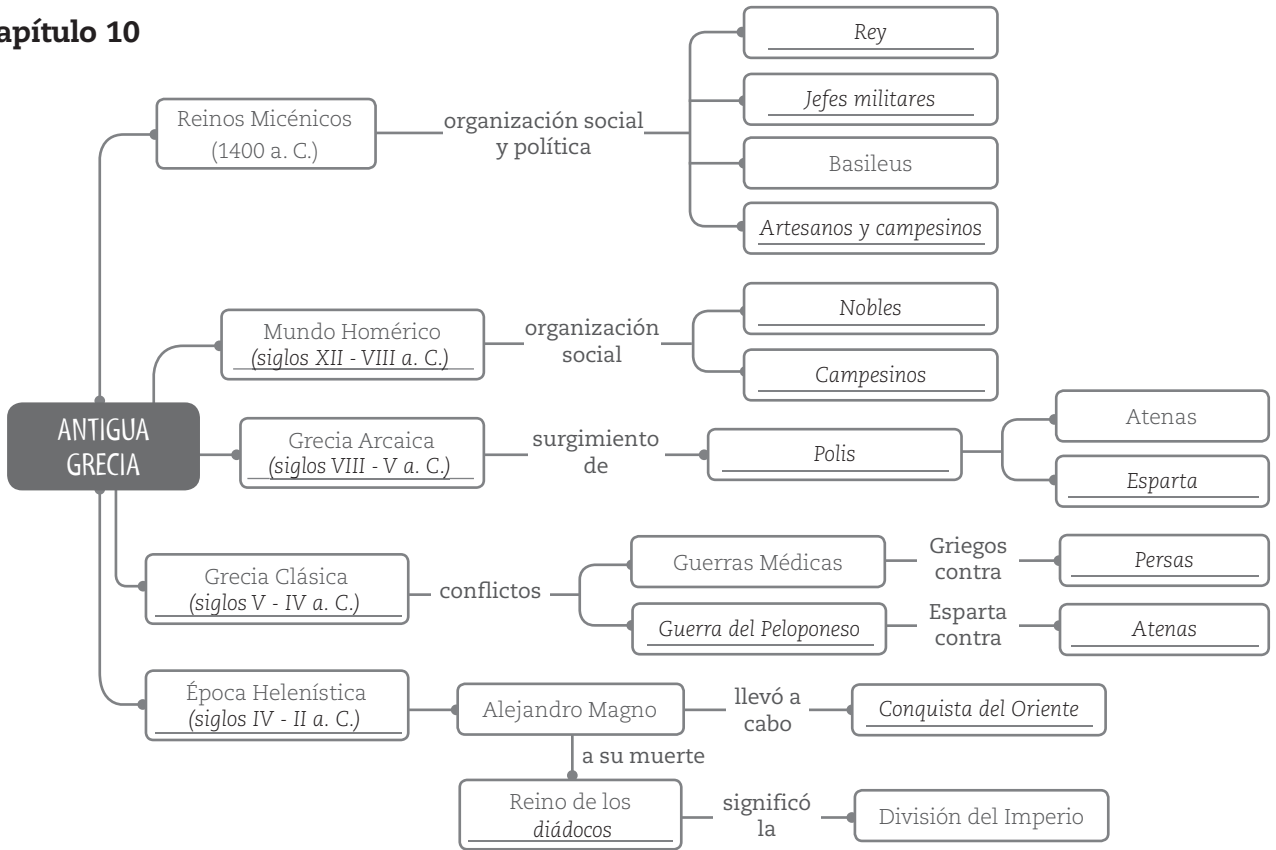 apítulo 10
Reinos Micénicos
(1400 a. C.)
organización social
y política
Rey
Jefes militares
Basileus
Artesanos y campesinos
Mundo Homérico
(siglos XII - VIII a. C.)
organización
social
Nobles
Campesinos
ANTIGUA
GRECIA
Grecia Arcaica
(siglos VIII - V a. C.)
surgimiento
de
Polis
Atenas
Esparta
Grecia Clásica
(siglos V - IV a. C.)
conflictos
Guerras Médicas
Griegos
contra
Persas
Guerra del Peloponeso
Esparta
contra
Atenas
Época Helenística
(siglos IV - II a. C.)
Alejandro Magno
llevó a
cabo
Conquista del Oriente
a su muerte
Reino de los
diádocos
significó
la
División del Imperio